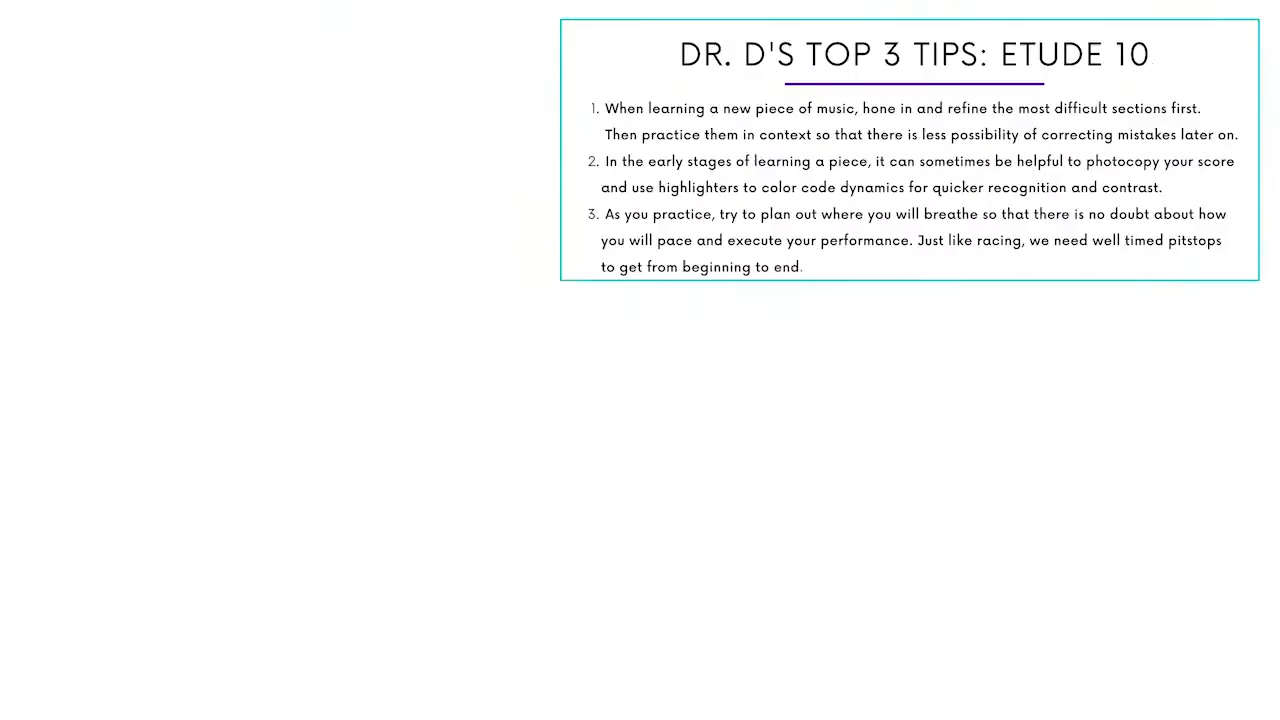 DR. D'S TOP 3 TIPS: ETUDE 10
1. When learning a new piece of music, hone in and refine the most difficult sections first.
Then practice them in context so that there is less possibility of correcting mistakes later on.
2. In the early stages of learning a piece, it can sometimes be helpful to photocopy your score
and use highlighters to color code dynamics for quicker recognition and contrast.
3. As you practice, try to plan out where you will breathe so that there is no doubt about how
you will pace and execute your performance. Just like racing, we need well timed pitstops
to get from beginning to end.